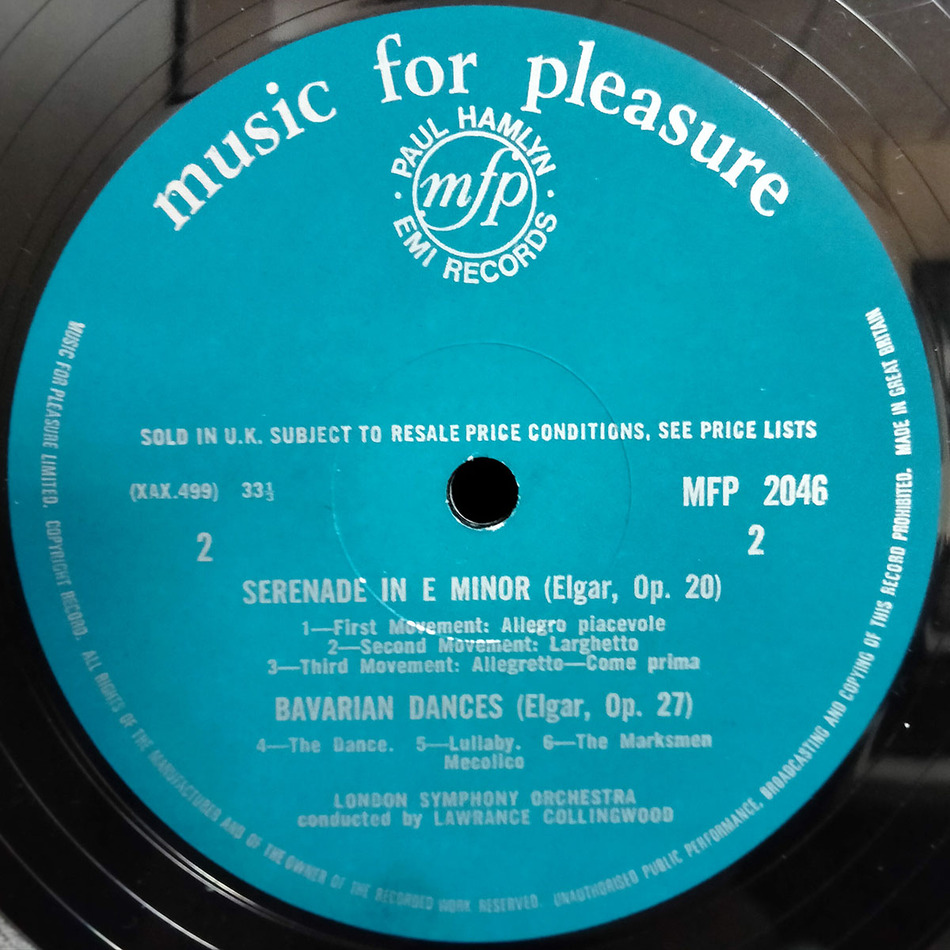 music for pleasure
PAUL HAMLYN
mfp
EMI RECORDS
SOLD IN U.K. SUBJECT TO RESALE PRICE CONDITIONS, SEE PRICE LISTS
(XAX.499) 33⅓
MFP 2046
2
2
SERENADE IN E MINOR (Elgar, Op. 20)
1—First Movement: Allegro piacevole
2—Second Movement: Larghetto
3—Third Movement: Allegretto—Come prima
BAVARIAN DANCES (Elgar, Op. 27)
4—The Dance. 5—Lullaby. 6—The Marksmen
Mecolico
LONDON SYMPHONY ORCHESTRA
conducted by LAWRANCE COLLINGWOOD
MUSIC FOR PLEASURE LIMITED. COPYRIGHT RECORD. ALL RIGHTS OF THE MANUFACTURER AND OF THE OWNER OF THE RECORDED WORK RESERVED. UNAUTHORISED PUBLIC PERFORMANCE, BROADCASTING AND COPYING OF THIS RECORD PROHIBITED. MADE IN GREAT BRITAIN